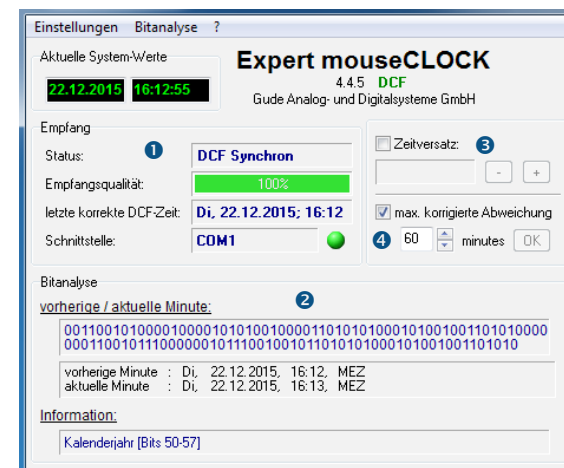 Einstellungen Bitanalyse ?
Aktuelle System-Werte
22.12.2015 16:12:55
Expert mouseCLOCK
4.4.5 DCF
Gude Analog- und Digitalsysteme GmbH
Empfang
1
Status: DCF Synchron
Empfangsqualität: 100%
letzte korrekte DCF-Zeit: Di, 22.12.2015; 16:12
Schnittstelle: COM1
Zeitversatz: 3
- +
max. korrigierte Abweichung
4 60 minutes OK
Bitanalyse
vorherige / aktuelle Minute: 2
001100101000010000101010100100001101010101000101001001101010000
0001100101110000001011100100101101010100010100100110101 0
vorherige Minute : Di, 22.12.2015, 16:12, MEZ
aktuelle Minute : Di, 22.12.2015, 16:13, MEZ
Information:
Kalenderjahr [Bits 50-57]